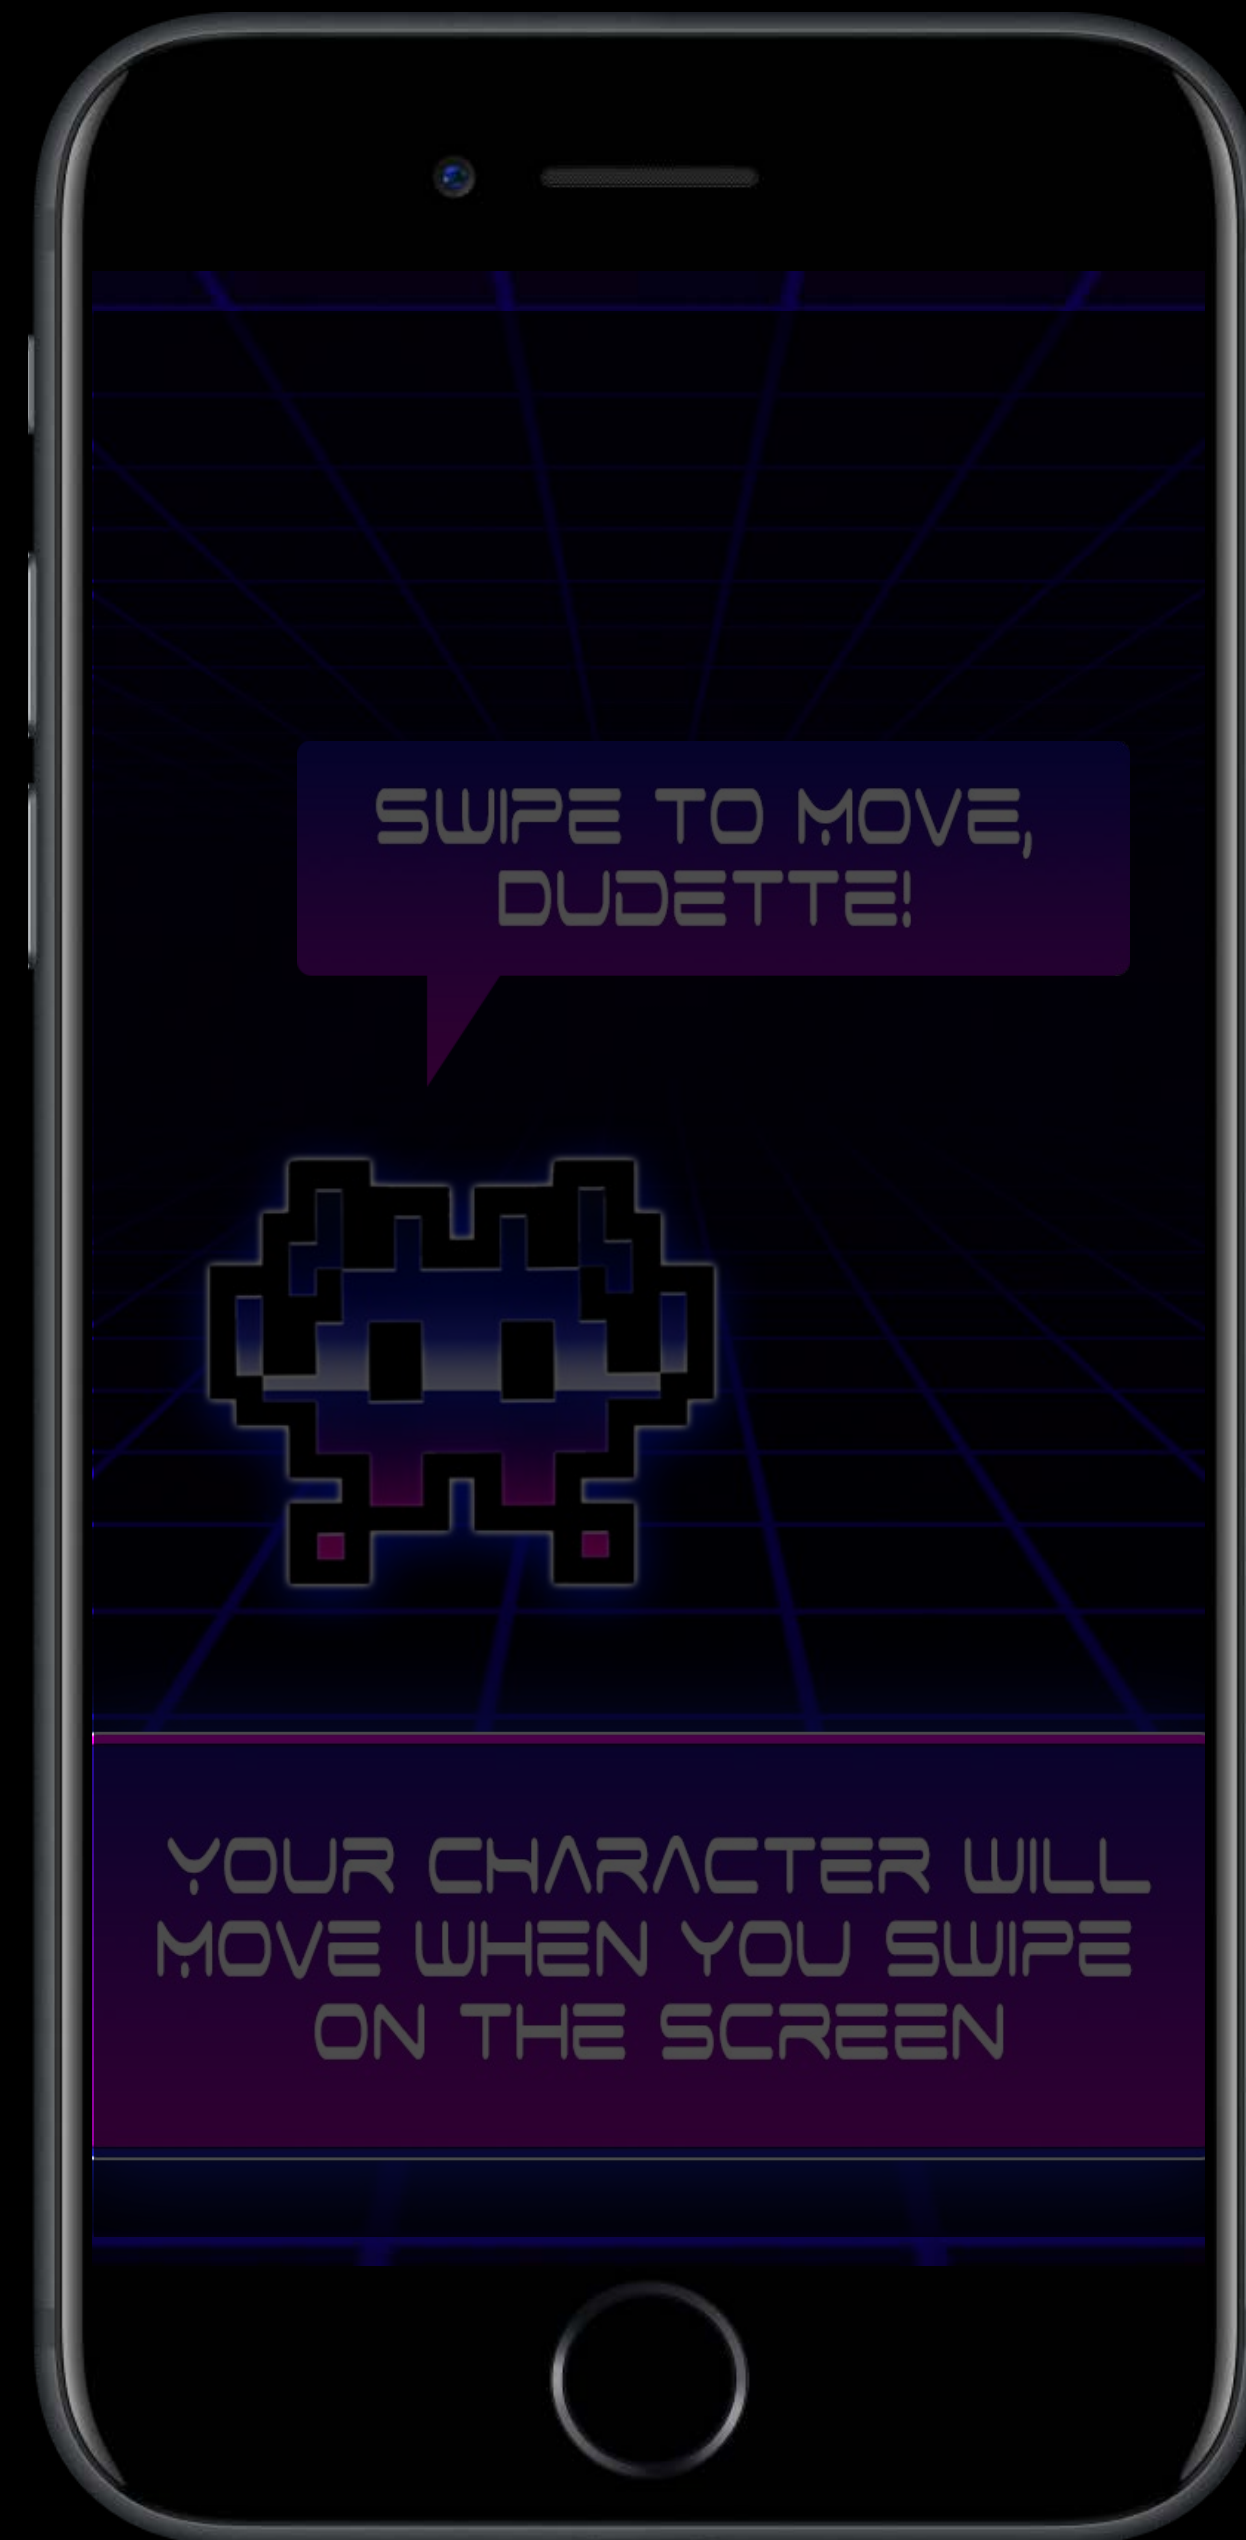 SWIPE TO MOVE,
DUDETTE!
YOUR CHARACTER WILL
MOVE WHEN YOU SWIPE
ON THE SCREEN